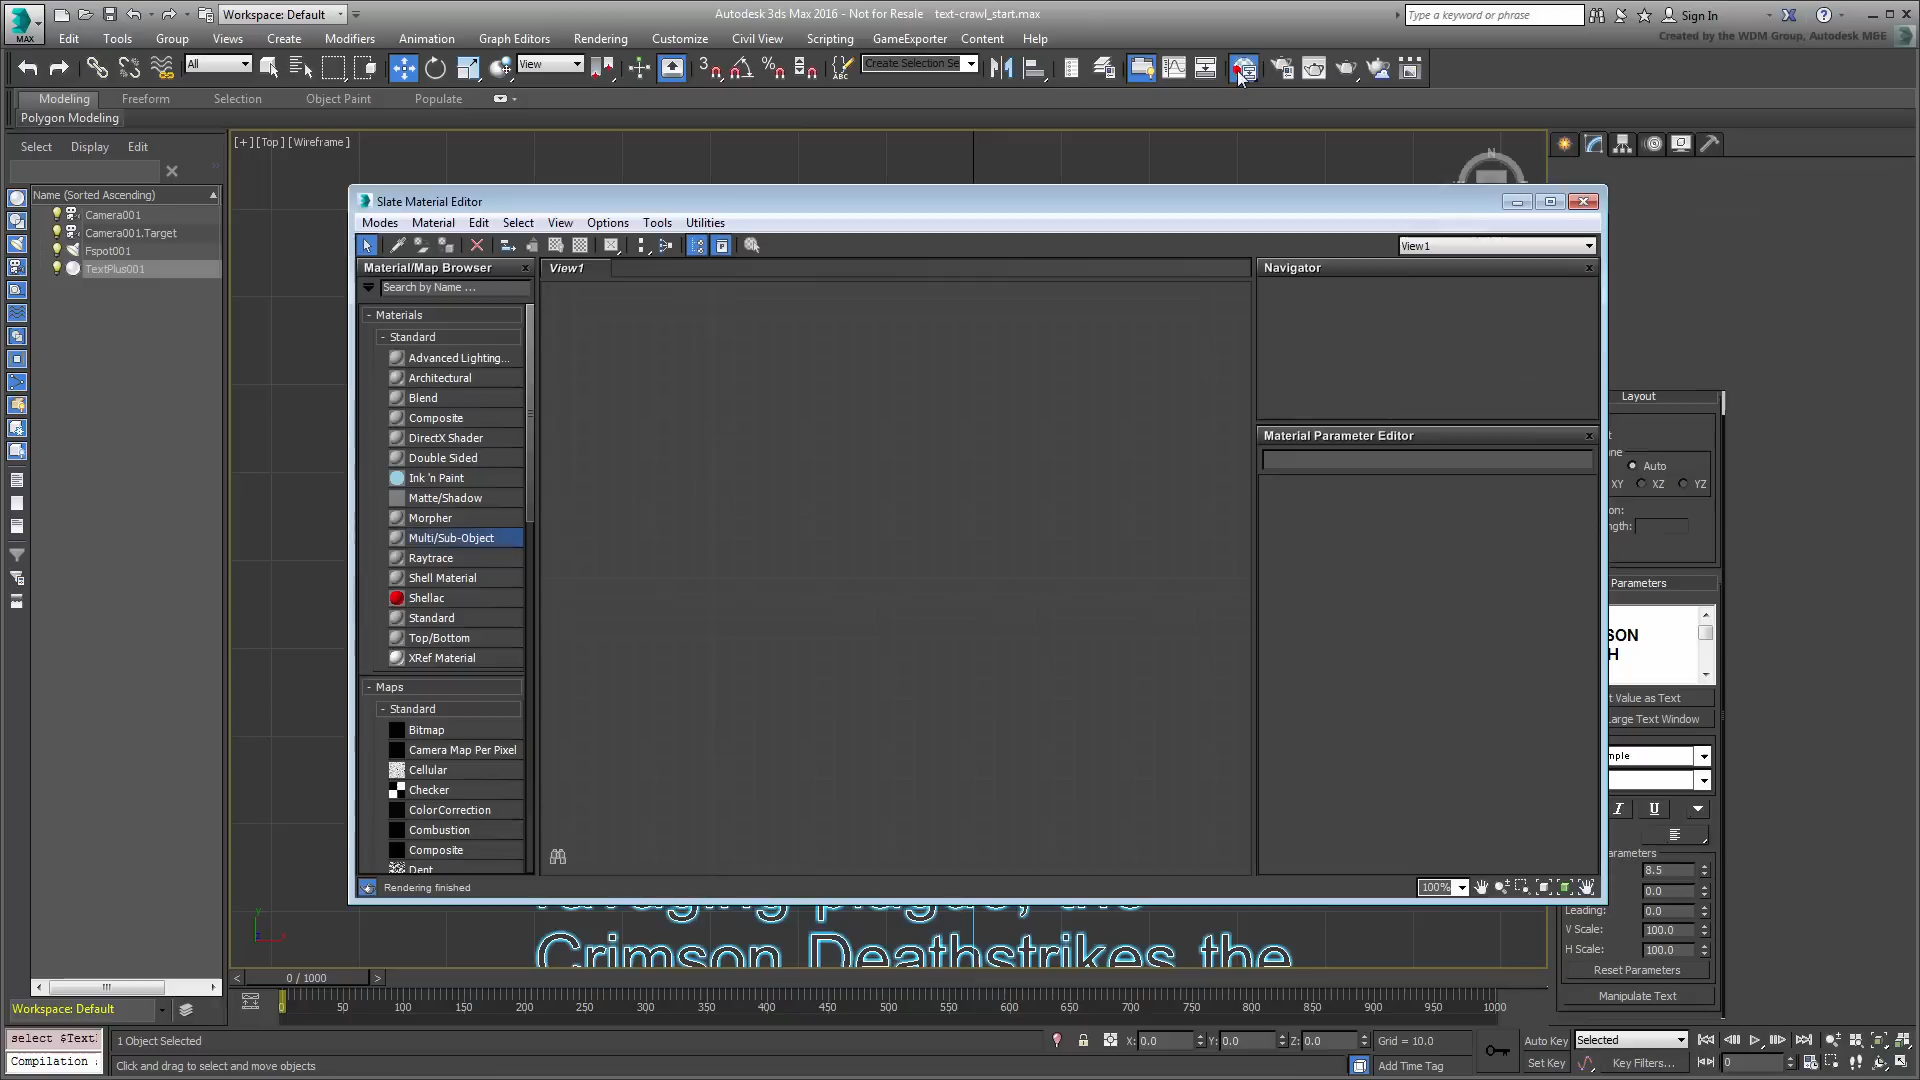 Workspace: Default
Autodesk 3ds Max 2016 - Not for Resale   text-crawl_start.max
Type a keyword or phrase
Sign In
MAX
Edit Tools Group Views Create Modifiers Animation Graph Editors Rendering Customize Civil View Scripting GameExporter Content Help
Created by the WDM Group, Autodesk M&E
All
View
3
Create Selection Se
Modeling Freeform Selection Object Paint Populate
Polygon Modeling
Select Display Edit
[+] [Top] [Wireframe]
N
Name (Sorted Ascending)
Camera001
Camera001.Target
Fspot001
TextPlus001
Slate Material Editor
Modes Material Edit Select View Options Tools Utilities
View1
Material/Map Browser
View1
Navigator
Search by Name ...
- Materials
- Standard
Advanced Lighting...
Architectural
Blend
Composite
DirectX Shader
Double Sided
Ink 'n Paint
Matte/Shadow
Morpher
Multi/Sub-Object
Raytrace
Shell Material
Shellac
Standard
Top/Bottom
XRef Material
- Maps
- Standard
Bitmap
Camera Map Per Pixel
Cellular
Checker
Color Correction
Combustion
Composite
Dent
Material Parameter Editor
Rendering finished
100%
Layout
Auto
XY XZ YZ
Parameters
SON
H
t Value as Text
Large Text Window
mple
I U
arameters
8.5
0.0
Leading: 0.0
V Scale: 100.0
H Scale: 100.0
Reset Parameters
Manipulate Text
ravaging plague, the
Crimson Deathstrikes the
y
x
0 / 1000
Workspace: Default
0 50 100 150 200 250 300 350 400 450 500 550 600 650 700 750 800 850 900 950 1000
select $Text
1 Object Selected
X: 0.0 Y: 0.0 Z: 0.0
Grid = 10.0
Auto Key
Selected
Compilation
Click and drag to select and move objects
Add Time Tag
Set Key
Key Filters...
0